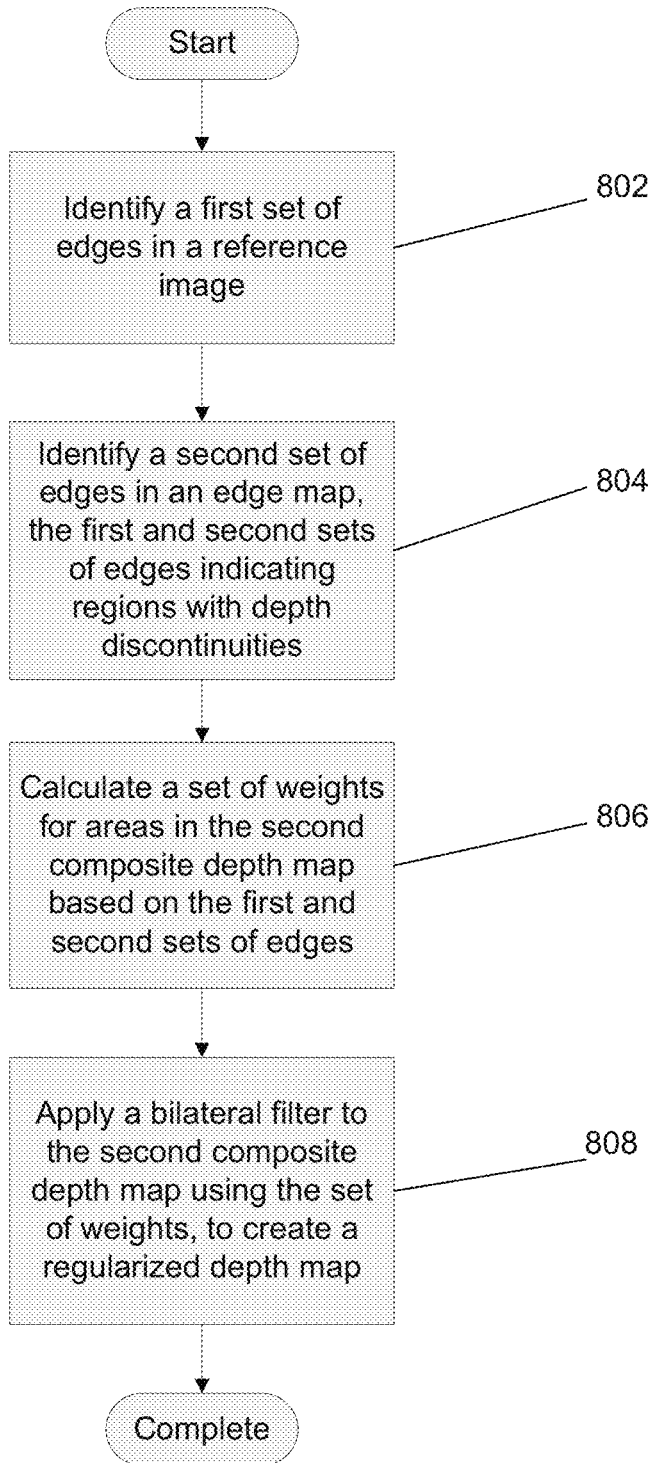 Start
Identify a first set of
edges in a reference
image
802
Identify a second set of
edges in an edge map,
the first and second sets
of edges indicating
regions with depth
discontinuities
804
Calculate a set of weights
for areas in the second
composite depth map
based on the first and
second sets of edges
806
Apply a bilateral filter to
the second composite
depth map using the set
of weights, to create a
regularized depth map
808
Complete